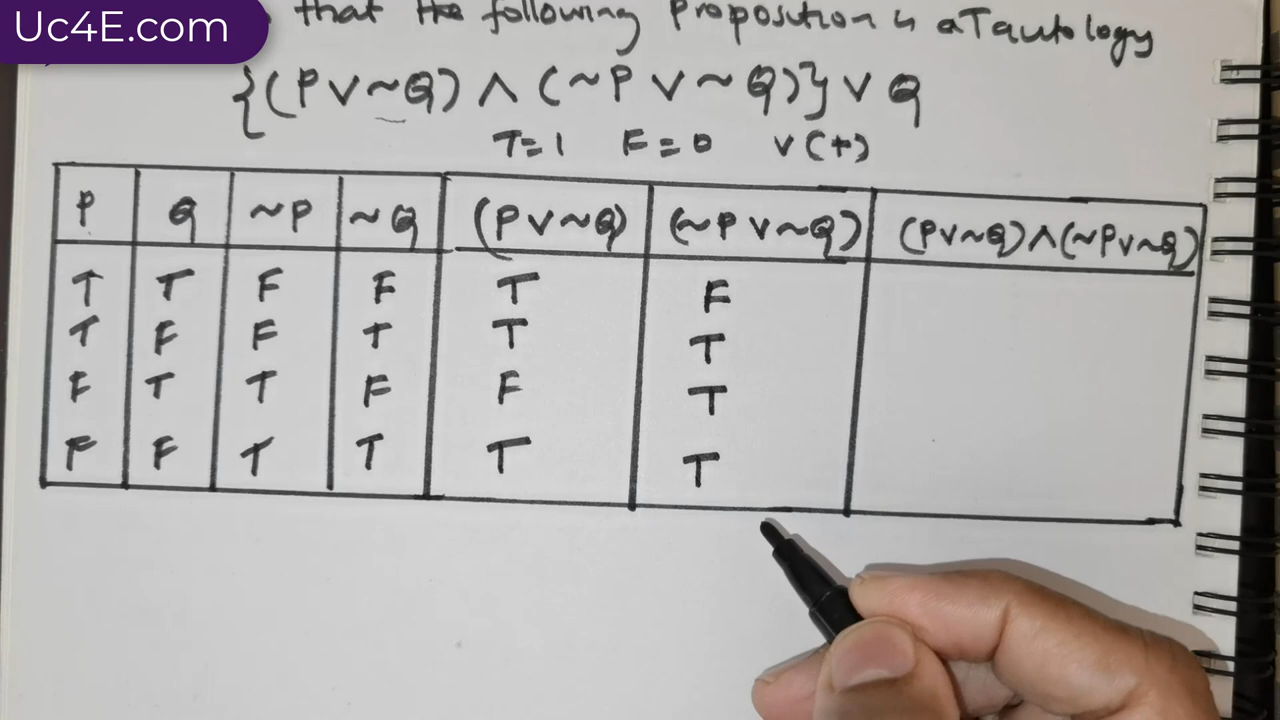 Uc4E.com
that the following Proposition is a Tautology
{(P∨~Q) ∧ (~P ∨ ~Q)} ∨ Q
T=1 F=0 ∨(+)
P Q ~P ~Q (P∨~Q) (~P∨~Q) (P∨~Q)∧(~P∨~Q)
T T F F T F
T F F T T T
F T T F F T
F F T T T T